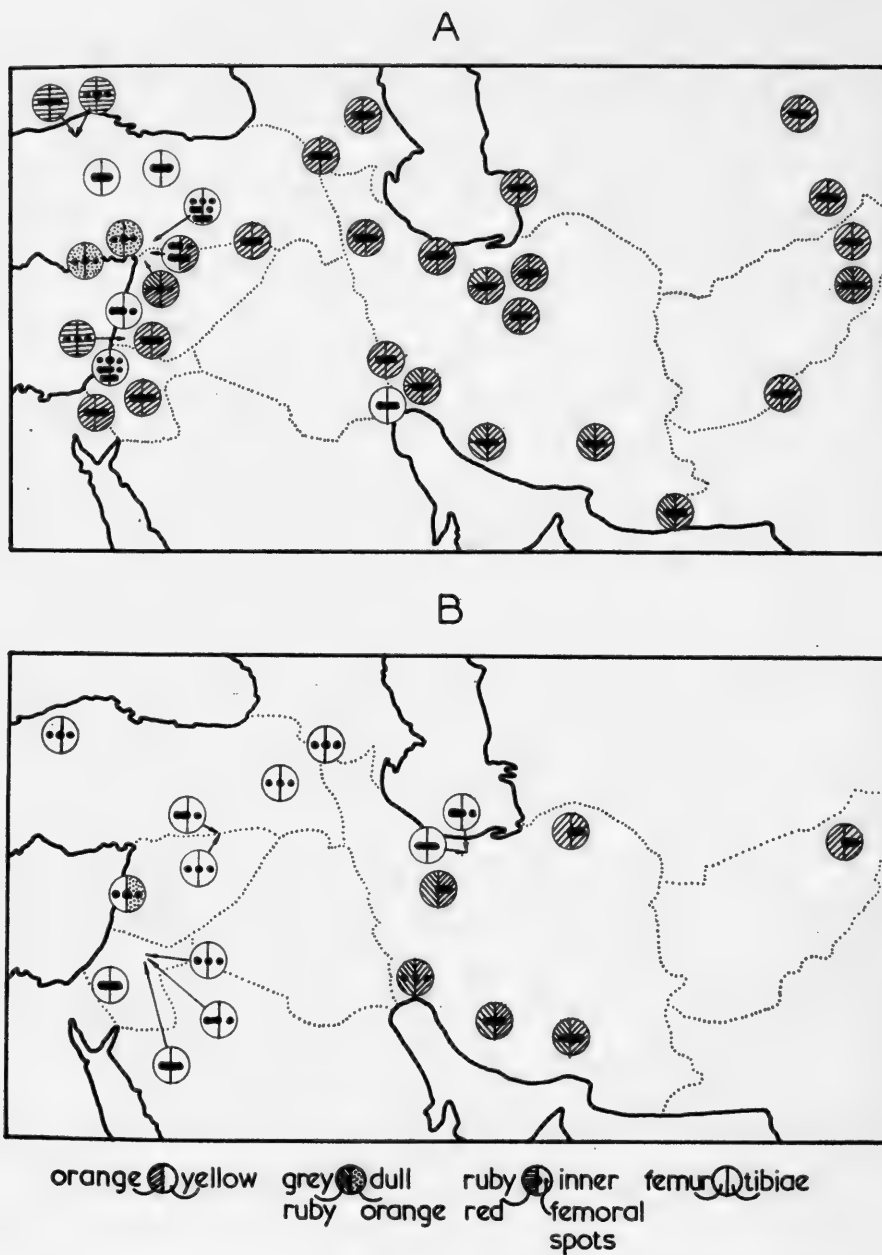 A
B
orange yellow grey dull ruby inner femur tibiae
ruby orange red femoral
spots